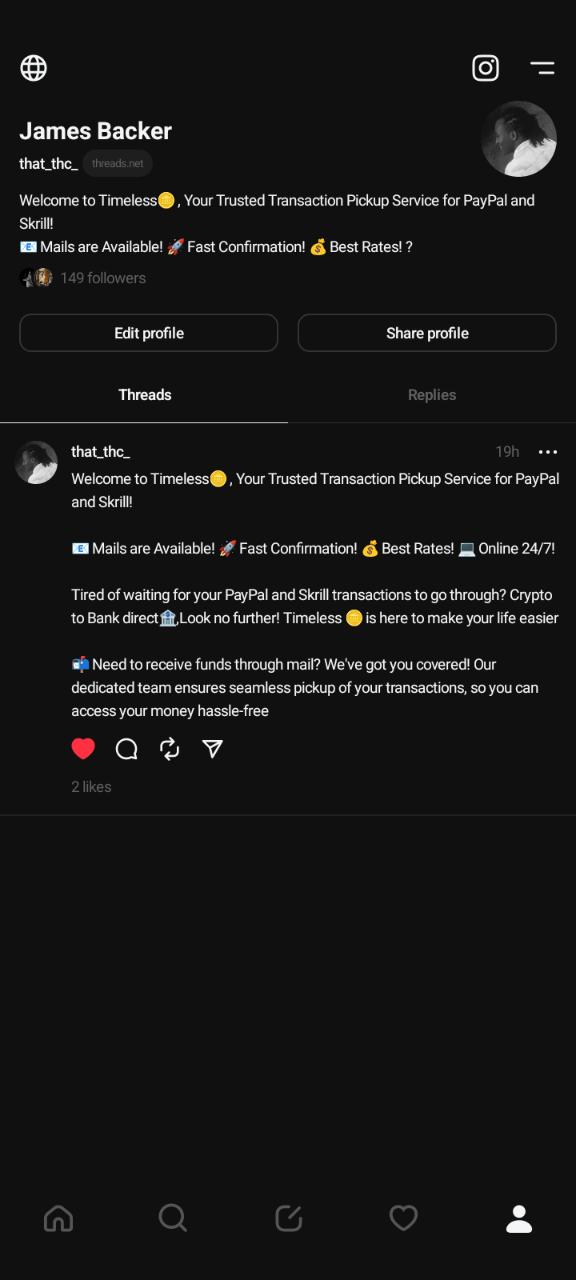 James Backer
that_thc_ threads.net
Welcome to Timeless🪙, Your Trusted Transaction Pickup Service for PayPal and
Skrill!
📧 Mails are Available! 🚀 Fast Confirmation! 💰 Best Rates! ?
149 followers
Edit profile
Share profile
Threads
Replies
that_thc_
19h
Welcome to Timeless🪙, Your Trusted Transaction Pickup Service for PayPal
and Skrill!
📧 Mails are Available! 🚀 Fast Confirmation! 💰 Best Rates! 💻 Online 24/7!
Tired of waiting for your PayPal and Skrill transactions to go through? Crypto
to Bank direct🏦,Look no further! Timeless 🪙 is here to make your life easier
📬 Need to receive funds through mail? We've got you covered! Our
dedicated team ensures seamless pickup of your transactions, so you can
access your money hassle-free
2 likes